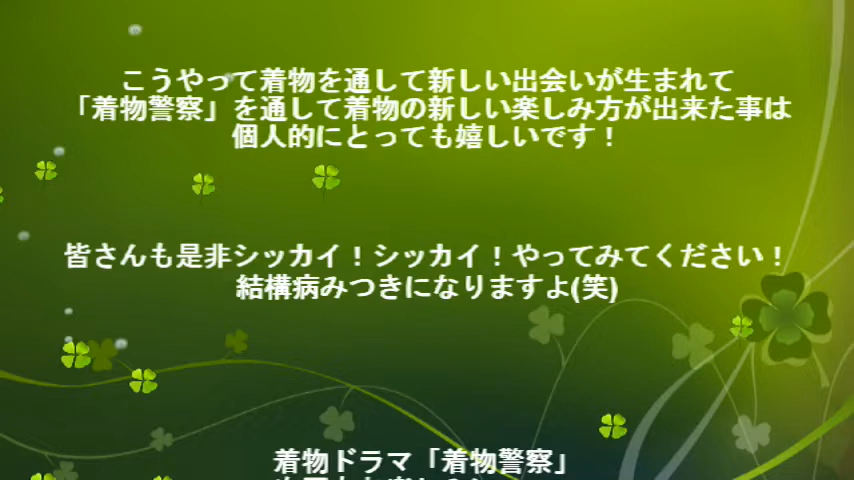 こうやって着物を通して新しい出会いが生まれて
「着物警察」を通して着物の新しい楽しみ方が出来た事は
個人的にとっても嬉しいです！
皆さんも是非シッカイ！シッカイ！やってみてください！
結構病みつきになりますよ(笑)
着物ドラマ「着物警察」